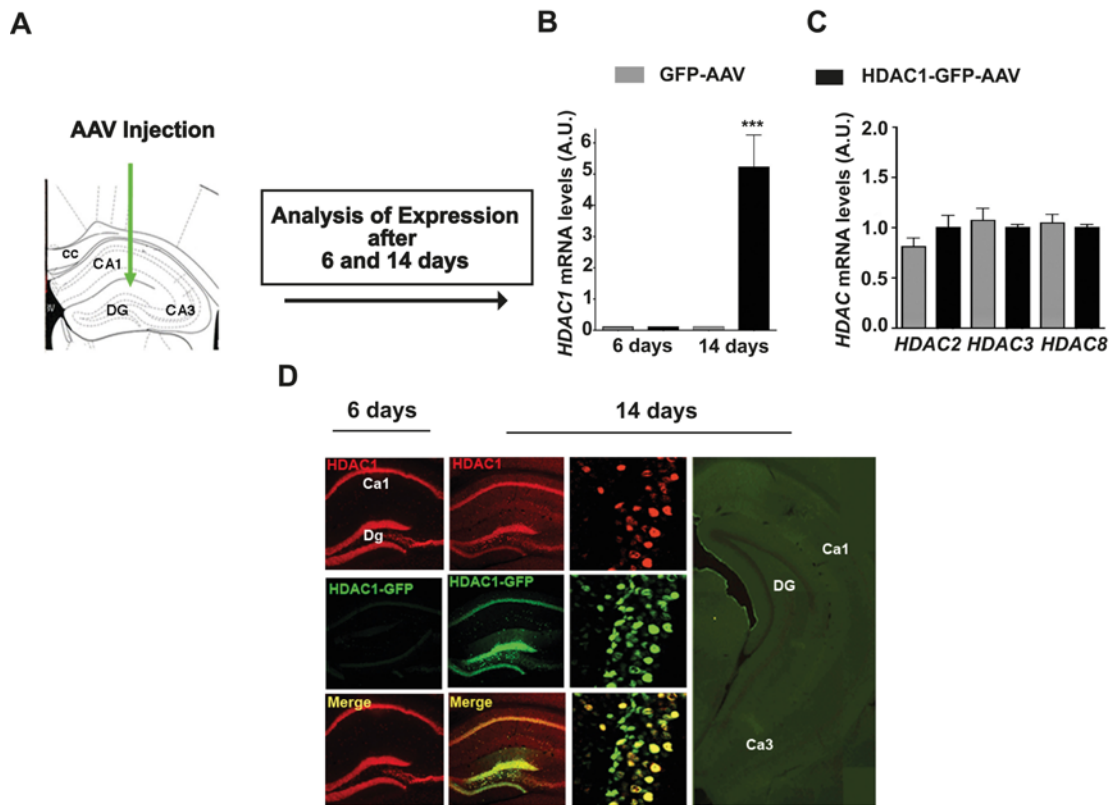 A
AAV Injection
cc
CA1
DG
CA3
IV
Analysis of Expression
after
6 and 14 days
B
GFP-AAV
HDAC1 mRNA levels (A.U.)
6
5
4
3
2
1
0
***
6 days
14 days
C
HDAC1-GFP-AAV
HDAC mRNA levels (A.U.)
2.0
1.5
1.0
0.5
0.0
HDAC2 HDAC3 HDAC8
D
6 days
14 days
HDAC1
Ca1
Dg
HDAC1
HDAC1-GFP
HDAC1-GFP
Merge
Merge
Ca1
DG
Ca3